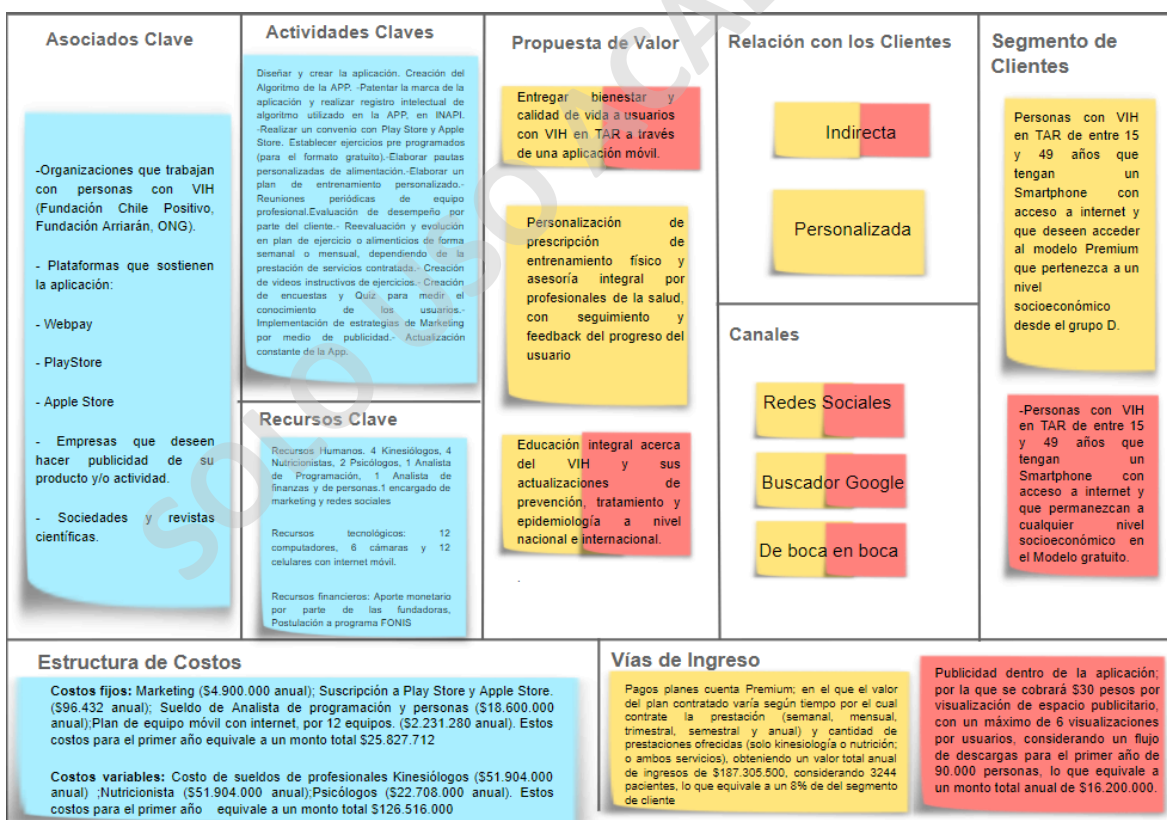 Asociados Clave
-Organizaciones que trabajan
con personas con VIH
(Fundación Chile Positivo,
Fundación Arriarán, ONG).
- Plataformas que sostienen
la aplicación:
- Webpay
- PlayStore
- Apple Store
- Empresas que deseen
hacer publicidad de su
producto y/o actividad.
- Sociedades y revistas
científicas.
Actividades Claves
Diseñar y crear la aplicación. Creación del
Algoritmo de la APP. -Patentar la marca de la
aplicación y realizar registro intelectual de
algoritmo utilizado en la APP, en INAPI.
-Realizar un convenio con Play Store y Apple
Store. Establecer ejercicios pre programados
(para el formato gratuito).-Elaborar pautas
personalizadas de alimentación.-Elaborar un
plan de entrenamiento personalizado.-
Reuniones periódicas de equipo
profesional.Evaluación de desempeño por
parte del cliente.- Reevaluación y evolución
en plan de ejercicio o alimenticios de forma
semanal o mensual, dependiendo de la
prestación de servicios contratada.- Creación
de videos instructivos de ejercicios.- Creación
de encuestas y Quiz para medir el
conocimiento de los usuarios.-
Implementación de estrategias de Marketing
por medio de publicidad.- Actualización
constante de la App.
Recursos Clave
Recursos Humanos. 4 Kinesiólogos, 4
Nutricionistas, 2 Psicólogos, 1 Analista
de Programación, 1 Analista de
finanzas y de personas.1 encargado de
marketing y redes sociales
Recursos tecnológicos: 12
computadores, 6 cámaras y 12
celulares con internet móvil.
Recursos financieros: Aporte monetario
por parte de las fundadoras,
Postulación a programa FONIS
Propuesta de Valor
Entregar bienestar y
calidad de vida a usuarios
con VIH en TAR a través
de una aplicación móvil.
Personalización de
prescripción de
entrenamiento físico y
asesoría integral por
profesionales de la salud,
con seguimiento y
feedback del progreso del
usuario
Educación integral acerca
del VIH y sus
actualizaciones de
prevención, tratamiento y
epidemiología a nivel
nacional e internacional.
.
Relación con los Clientes
Indirecta
Personalizada
Canales
Redes Sociales
Buscador Google
De boca en boca
Segmento de
Clientes
Personas con VIH
en TAR de entre 15
y 49 años que
tengan un
Smartphone con
acceso a internet y
que deseen acceder
al modelo Premium
que pertenezca a un
nivel
socioeconómico
desde el grupo D.
-Personas con VIH
en TAR de entre 15
y 49 años que
tengan un
Smartphone con
acceso a internet y
que permanezcan a
cualquier nivel
socioeconómico en
el Modelo gratuito.
Estructura de Costos
Costos fijos: Marketing ($4.900.000 anual); Suscripción a Play Store y Apple Store.
($96.432 anual); Sueldo de Analista de programación y personas ($18.600.000
anual);Plan de equipo móvil con internet, por 12 equipos. ($2.231.280 anual). Estos
costos para el primer año equivale a un monto total $25.827.712
Costos variables: Costo de sueldos de profesionales Kinesiólogos ($51.904.000
anual) ;Nutricionista ($51.904.000 anual);Psicólogos ($22.708.000 anual). Estos
costos para el primer año equivale a un monto total $126.516.000
Vías de Ingreso
Pagos planes cuenta Premium; en el que el valor
del plan contratado varía según tiempo por el cual
contrate la prestación (semanal, mensual,
trimestral, semestral y anual) y cantidad de
prestaciones ofrecidas (solo kinesiología o nutrición;
o ambos servicios), obteniendo un valor total anual
de ingresos de $187.305.500, considerando 3244
pacientes, lo que equivale a un 8% de del segmento
de cliente
Publicidad dentro de la aplicación;
por la que se cobrará $30 pesos por
visualización de espacio publicitario,
con un máximo de 6 visualizaciones
por usuarios, considerando un flujo
de descargas para el primer año de
90.000 personas, lo que equivale a
un monto total anual de $16.200.000.
SOLO USO ACA